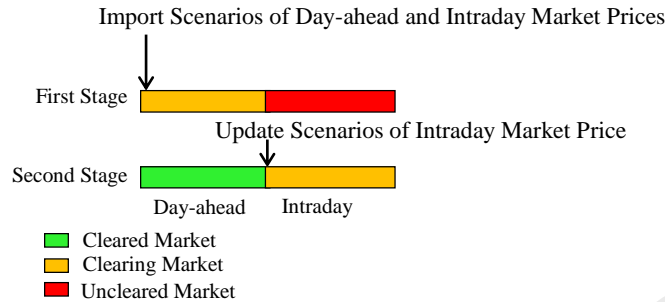 Import Scenarios of Day-ahead and Intraday Market Prices
First Stage
Update Scenarios of Intraday Market Price
Second Stage
Day-ahead Intraday
Cleared Market
Clearing Market
Uncleared Market